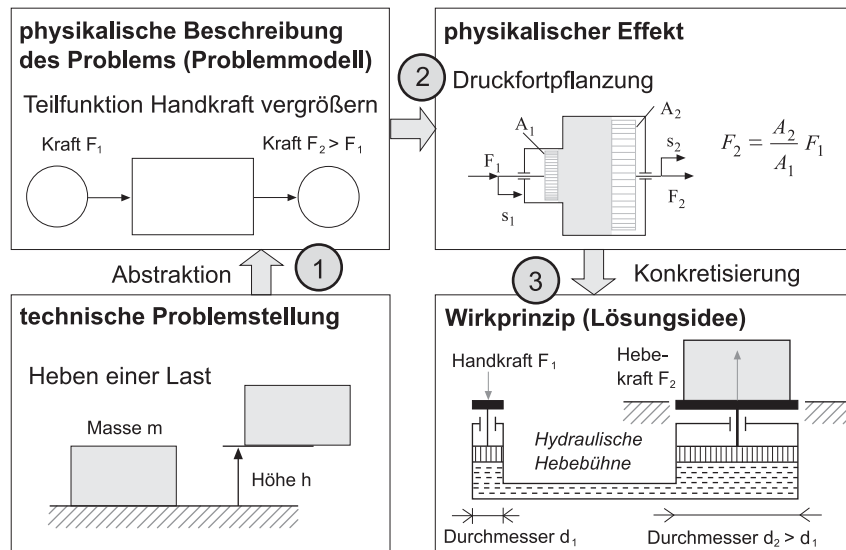 physikalische Beschreibung
des Problems (Problemmodell)
Teilfunktion Handkraft vergrößern
Kraft F₁
Kraft F₂ > F₁
2
physikalischer Effekt
Druckfortpflanzung
A₁
A₂
F₁
s₁
s₂
F₂
F₂ = A₂/A₁ F₁
Abstraktion
1
technische Problemstellung
Heben einer Last
Masse m
Höhe h
3
Konkretisierung
Wirkprinzip (Lösungsidee)
Handkraft F₁
Hebe-
kraft F₂
Hydraulische
Hebebühne
Durchmesser d₁
Durchmesser d₂ > d₁